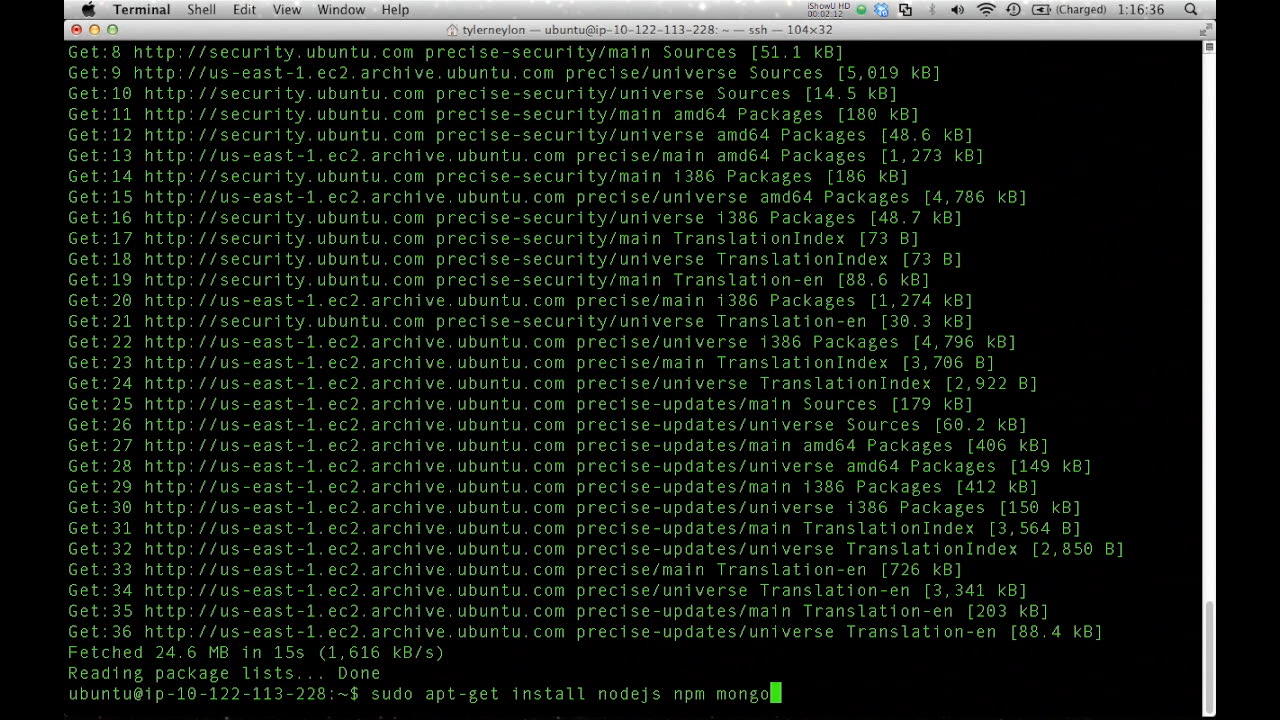 Terminal Shell Edit View Window Help iShowU HD 00:02:12 (Charged) 1:16:36
tylerneylon — ubuntu@ip-10-122-113-228: ~ — ssh — 104×32
Get:8 http://security.ubuntu.com precise-security/main Sources [51.1 kB]
Get:9 http://us-east-1.ec2.archive.ubuntu.com precise/universe Sources [5,019 kB]
Get:10 http://security.ubuntu.com precise-security/universe Sources [14.5 kB]
Get:11 http://security.ubuntu.com precise-security/main amd64 Packages [180 kB]
Get:12 http://security.ubuntu.com precise-security/universe amd64 Packages [48.6 kB]
Get:13 http://us-east-1.ec2.archive.ubuntu.com precise/main amd64 Packages [1,273 kB]
Get:14 http://security.ubuntu.com precise-security/main i386 Packages [186 kB]
Get:15 http://us-east-1.ec2.archive.ubuntu.com precise/universe amd64 Packages [4,786 kB]
Get:16 http://security.ubuntu.com precise-security/universe i386 Packages [48.7 kB]
Get:17 http://security.ubuntu.com precise-security/main TranslationIndex [73 B]
Get:18 http://security.ubuntu.com precise-security/universe TranslationIndex [73 B]
Get:19 http://security.ubuntu.com precise-security/main Translation-en [88.6 kB]
Get:20 http://us-east-1.ec2.archive.ubuntu.com precise/main i386 Packages [1,274 kB]
Get:21 http://security.ubuntu.com precise-security/universe Translation-en [30.3 kB]
Get:22 http://us-east-1.ec2.archive.ubuntu.com precise/universe i386 Packages [4,796 kB]
Get:23 http://us-east-1.ec2.archive.ubuntu.com precise/main TranslationIndex [3,706 B]
Get:24 http://us-east-1.ec2.archive.ubuntu.com precise/universe TranslationIndex [2,922 B]
Get:25 http://us-east-1.ec2.archive.ubuntu.com precise-updates/main Sources [179 kB]
Get:26 http://us-east-1.ec2.archive.ubuntu.com precise-updates/universe Sources [60.2 kB]
Get:27 http://us-east-1.ec2.archive.ubuntu.com precise-updates/main amd64 Packages [406 kB]
Get:28 http://us-east-1.ec2.archive.ubuntu.com precise-updates/universe amd64 Packages [149 kB]
Get:29 http://us-east-1.ec2.archive.ubuntu.com precise-updates/main i386 Packages [412 kB]
Get:30 http://us-east-1.ec2.archive.ubuntu.com precise-updates/universe i386 Packages [150 kB]
Get:31 http://us-east-1.ec2.archive.ubuntu.com precise-updates/main TranslationIndex [3,564 B]
Get:32 http://us-east-1.ec2.archive.ubuntu.com precise-updates/universe TranslationIndex [2,850 B]
Get:33 http://us-east-1.ec2.archive.ubuntu.com precise/main Translation-en [726 kB]
Get:34 http://us-east-1.ec2.archive.ubuntu.com precise/universe Translation-en [3,341 kB]
Get:35 http://us-east-1.ec2.archive.ubuntu.com precise-updates/main Translation-en [203 kB]
Get:36 http://us-east-1.ec2.archive.ubuntu.com precise-updates/universe Translation-en [88.4 kB]
Fetched 24.6 MB in 15s (1,616 kB/s)
Reading package lists... Done
ubuntu@ip-10-122-113-228:~$ sudo apt-get install nodejs npm mongo